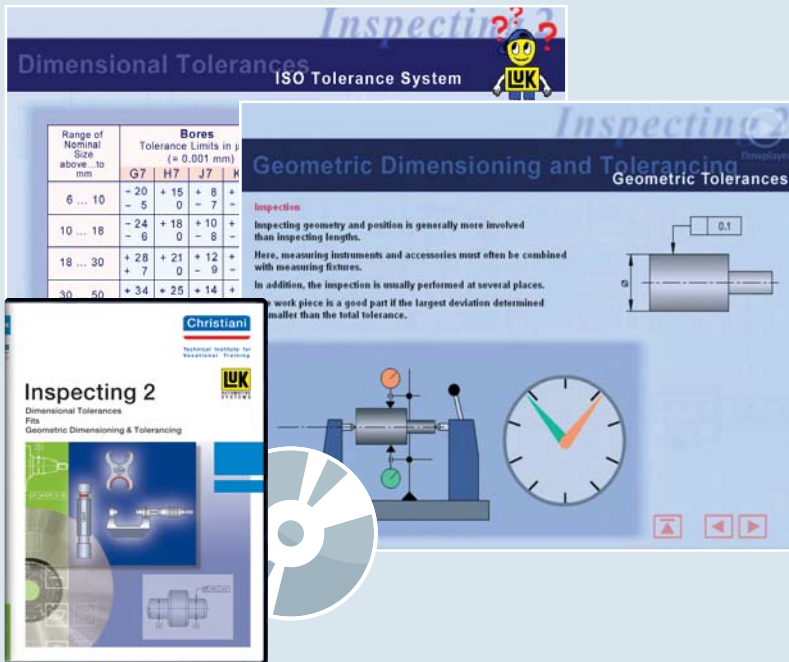 Inspecting 2
Dimensional Tolerances
ISO Tolerance System
LUK
Range of
Nominal
Size
above...to
mm
Bores
Tolerance Limits in µ
(= 0.001 mm)
G7 H7 J7 K
6 ... 10
− 20 + 15 + 8 +
− 5 0 − 7 −
10 ... 18
− 24 + 18 + 10 +
− 6 0 − 8 −
18 ... 30
+ 28 + 21 + 12 +
+ 7 0 − 9 −
30 ... 50
+ 34 + 25 + 14 +
Inspecting 2
flowplayer
Geometric Dimensioning and Tolerancing
Geometric Tolerances
Inspection
Inspecting geometry and position is generally more involved
than inspecting lengths.
Here, measuring instruments and accessories must often be combined
with measuring fixtures.
In addition, the inspection is usually performed at several places.
work piece is a good part if the largest deviation determined
smaller than the total tolerance.
0.1
ø
Christiani
Technical Institute for
Vocational Training
LUK
AUTOMOTIVE
SYSTEMS
Inspecting 2
Dimensional Tolerances
Fits
Geometric Dimensioning & Tolerancing